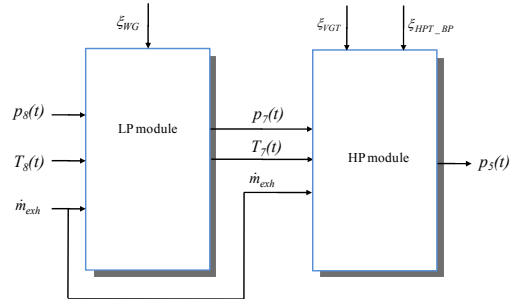 ξWG
ξVGT
ξHPT_BP
p8(t)
LP module
p7(t)
T8(t)
T7(t)
HP module
p5(t)
ṁexh
ṁexh